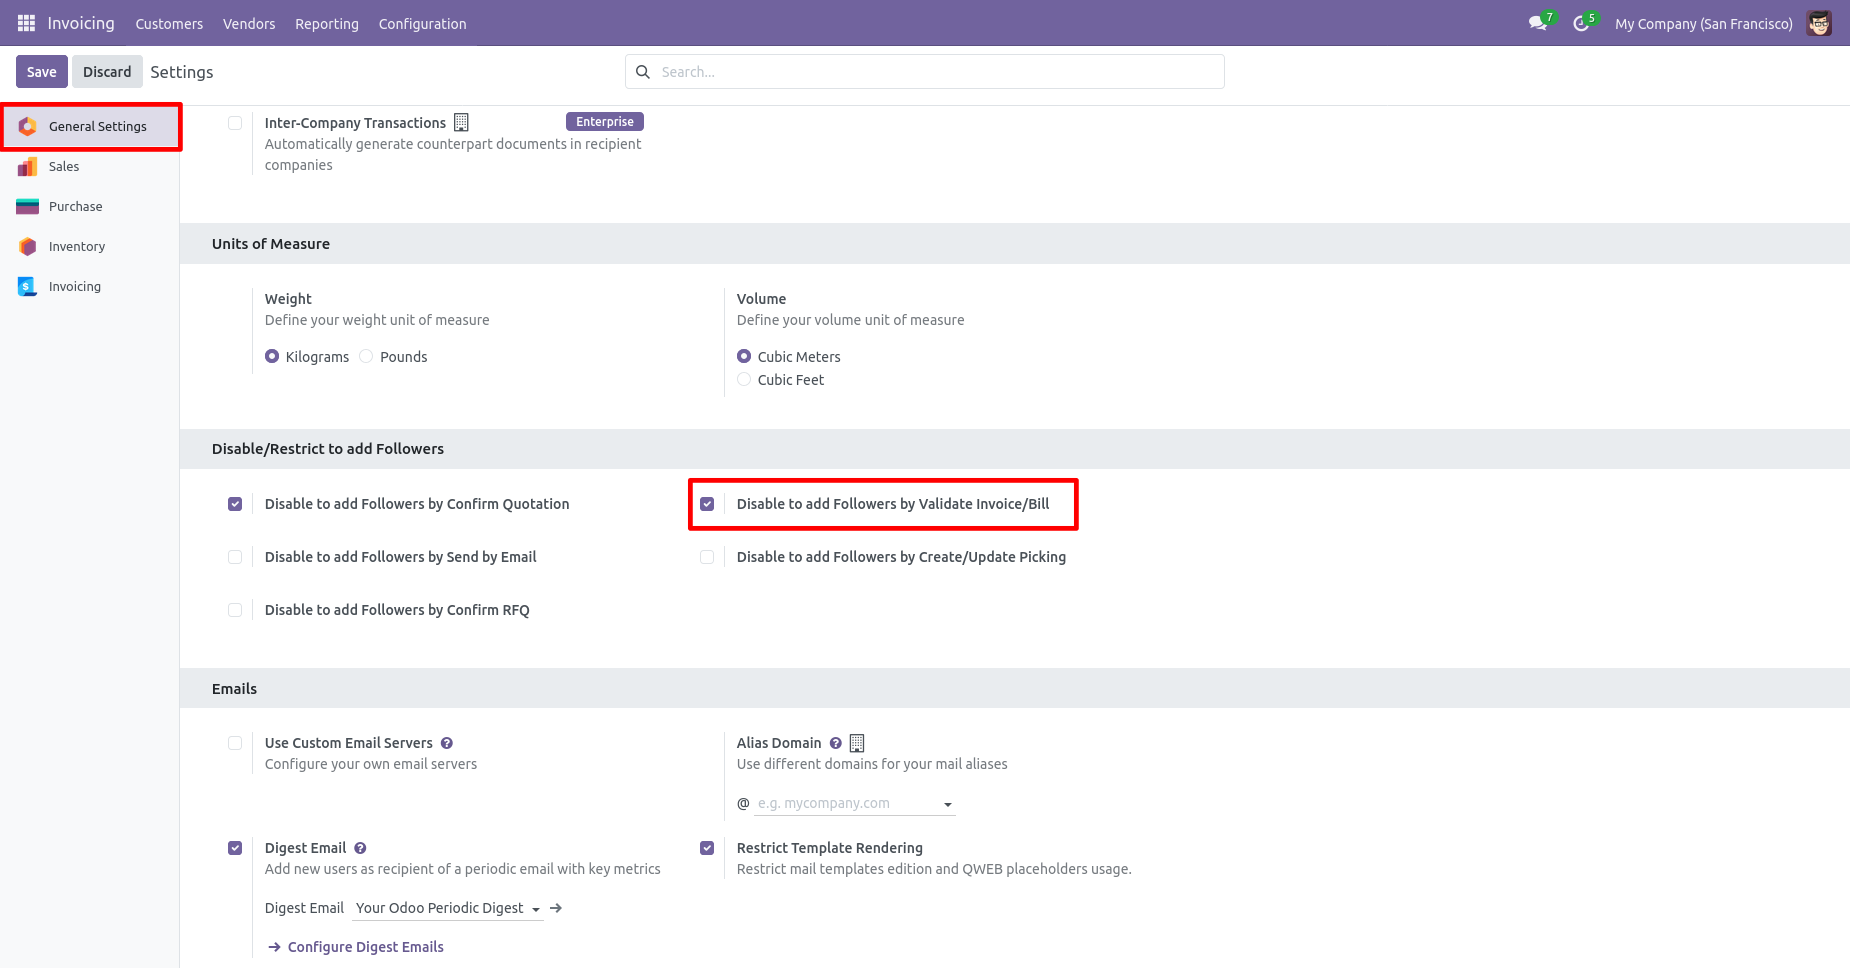 Invoicing Customers Vendors Reporting Configuration 7 5 My Company (San Francisco)
Save Discard Settings Search...
General Settings
Sales
Purchase
Inventory
Invoicing
Inter-Company Transactions Enterprise
Automatically generate counterpart documents in recipient
companies
Units of Measure
Weight
Define your weight unit of measure
Kilograms Pounds
Volume
Define your volume unit of measure
Cubic Meters
Cubic Feet
Disable/Restrict to add Followers
Disable to add Followers by Confirm Quotation
Disable to add Followers by Validate Invoice/Bill
Disable to add Followers by Send by Email
Disable to add Followers by Create/Update Picking
Disable to add Followers by Confirm RFQ
Emails
Use Custom Email Servers ?
Configure your own email servers
Alias Domain ?
Use different domains for your mail aliases
@ e.g. mycompany.com
Digest Email ?
Add new users as recipient of a periodic email with key metrics
Digest Email Your Odoo Periodic Digest
Configure Digest Emails
Restrict Template Rendering
Restrict mail templates edition and QWEB placeholders usage.